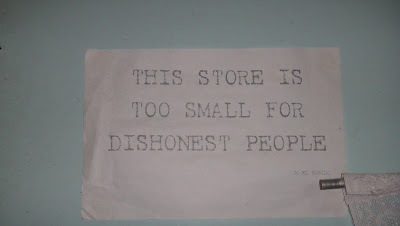 THIS STORE IS
TOO SMALL FOR
DISHONEST PEOPLE